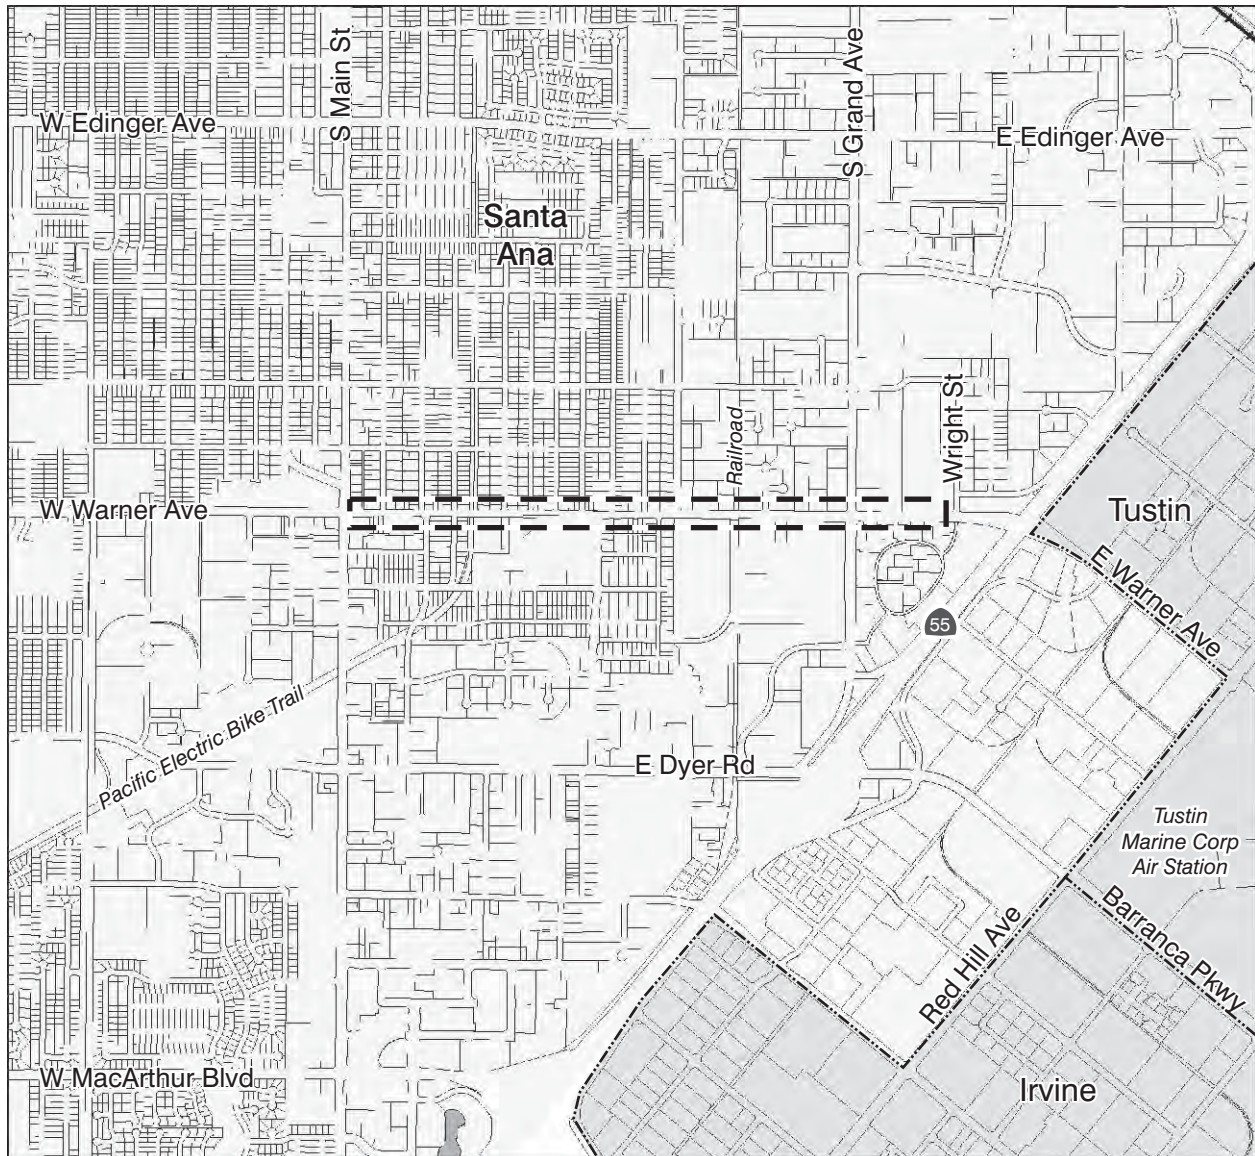 S Main St
S Grand Ave
W Edinger Ave
E Edinger Ave
Santa
Ana
Wright St
Railroad
W Warner Ave
Tustin
E Warner Ave
55
Pacific Electric Bike Trail
E Dyer Rd
Tustin
Marine Corp
Air Station
Barranca Pkwy
Red Hill Ave
W MacArthur Blvd
Irvine